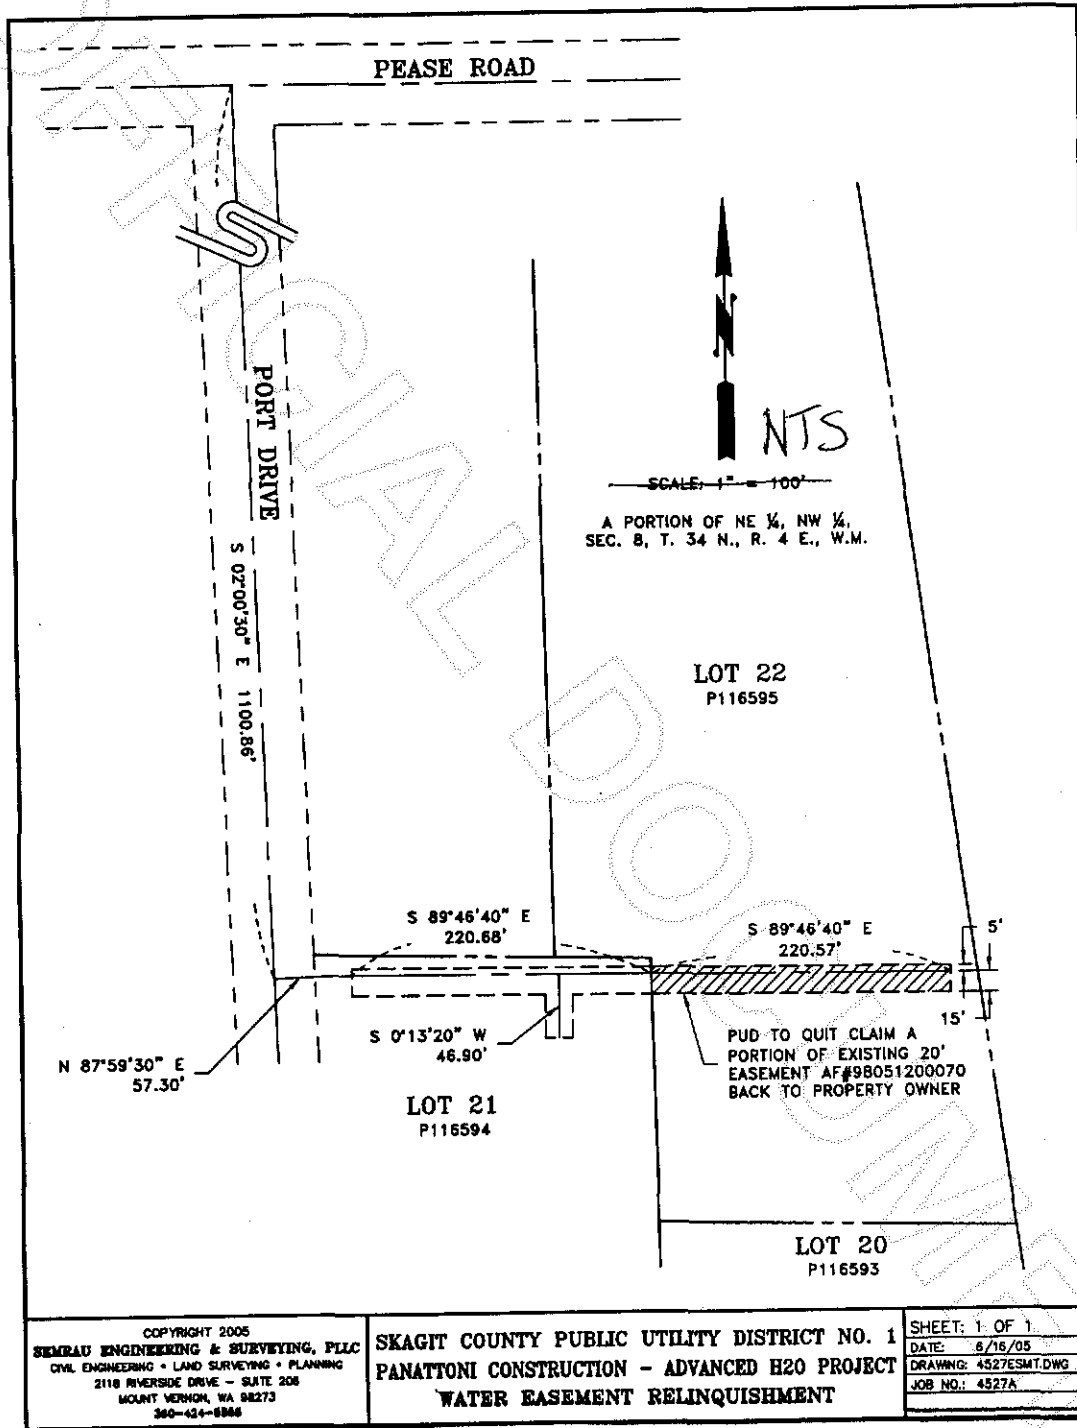 PEASE ROAD
PORT DRIVE
S 02°00'30" E 1100.86'
N
NTS
SCALE: 1" = 100'
A PORTION OF NE ¼, NW ¼,
SEC. 8, T. 34 N., R. 4 E., W.M.
LOT 22
P116595
S 89°46'40" E
220.68'
S 89°46'40" E
220.57'
5'
15'
N 87°59'30" E
57.30'
S 0°13'20" W
46.90'
PUD TO QUIT CLAIM A
PORTION OF EXISTING 20'
EASEMENT AF#98051200070
BACK TO PROPERTY OWNER
LOT 21
P116594
LOT 20
P116593
UNOFFICIAL DOCUMENT
COPYRIGHT 2005
SEMRAU ENGINEERING & SURVEYING, PLLC
CIVIL ENGINEERING • LAND SURVEYING • PLANNING
2118 RIVERSIDE DRIVE – SUITE 208
MOUNT VERNON, WA 98273
SKAGIT COUNTY PUBLIC UTILITY DISTRICT NO. 1
PANATTONI CONSTRUCTION – ADVANCED H20 PROJECT
WATER EASEMENT RELINQUISHMENT
SHEET: 1 OF 1
DATE: 6/16/05
DRAWING: 4527ESMT.DWG
JOB NO.: 4527A